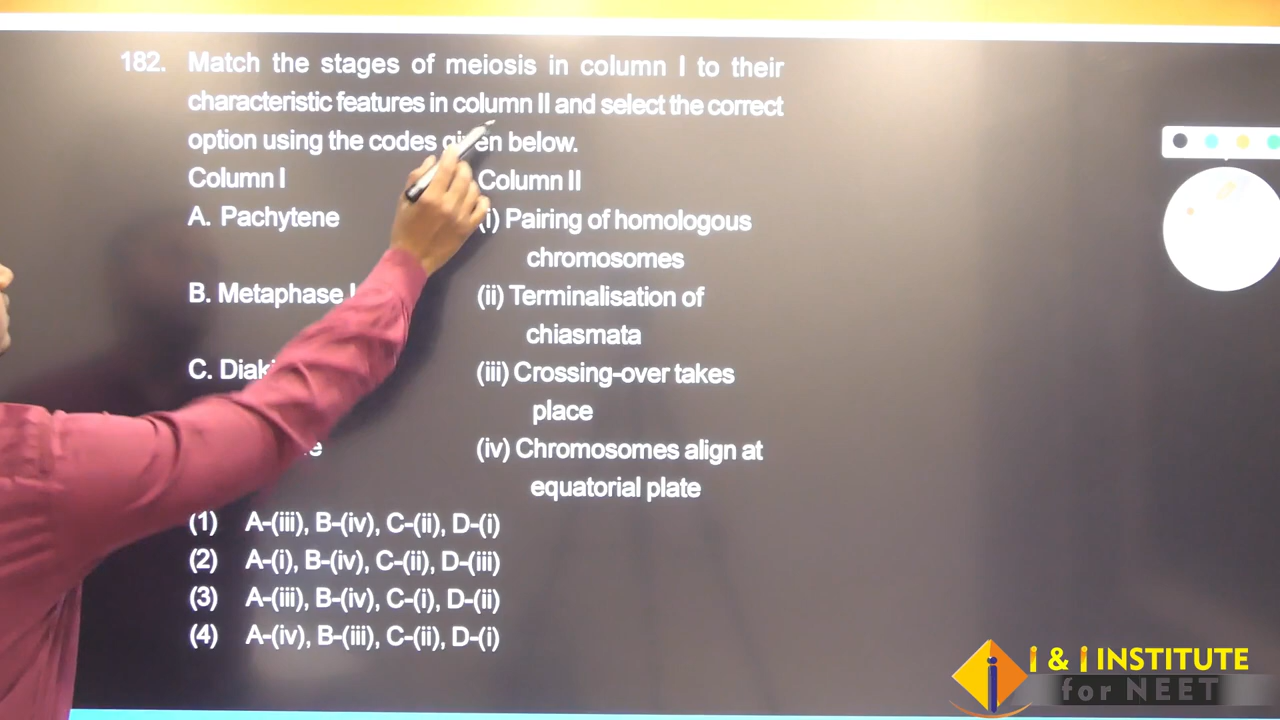 182. Match the stages of meiosis in column I to their
characteristic features in column II and select the correct
option using the codes given below.
Column I Column II
A. Pachytene (i) Pairing of homologous
chromosomes
B. Metaphase I (ii) Terminalisation of
chiasmata
C. (iii) Crossing-over takes
place
(iv) Chromosomes align at
equatorial plate
(1) A-(iii), B-(iv), C-(ii), D-(i)
(2) A-(i), B-(iv), C-(ii), D-(iii)
(3) A-(iii), B-(iv), C-(i), D-(ii)
(4) A-(iv), B-(iii), C-(ii), D-(i)
i & i INSTITUTE
for NEET